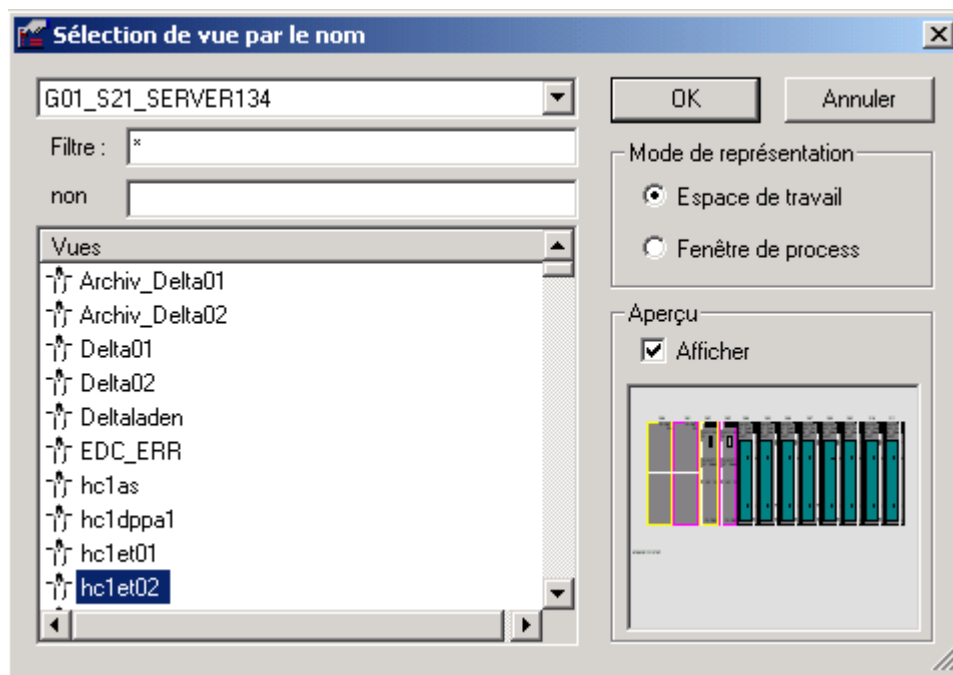 Sélection de vue par le nom
G01_S21_SERVER134
Filtre : *
non
Vues
Archiv_Delta01
Archiv_Delta02
Delta01
Delta02
Deltaladen
EDC_ERR
hc1as
hc1dppa1
hc1et01
hc1et02
OK Annuler
Mode de représentation
Espace de travail
Fenêtre de process
Aperçu
Afficher